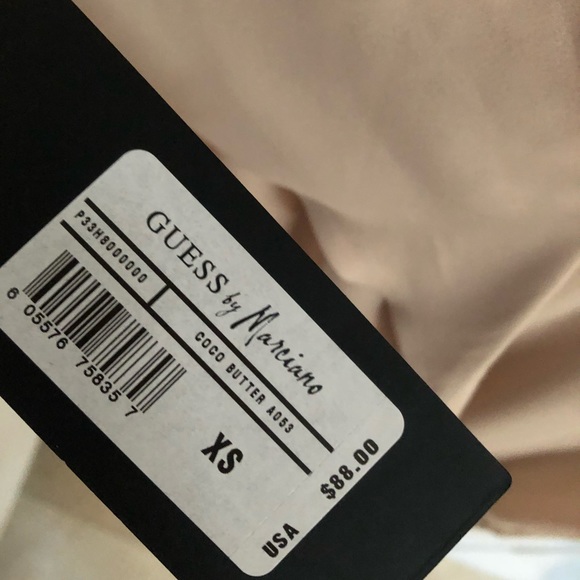 GUESS by Marciano
P33H8000000
COCO BUTTER A053
6 05576 75835 7
XS
$88.00
USA